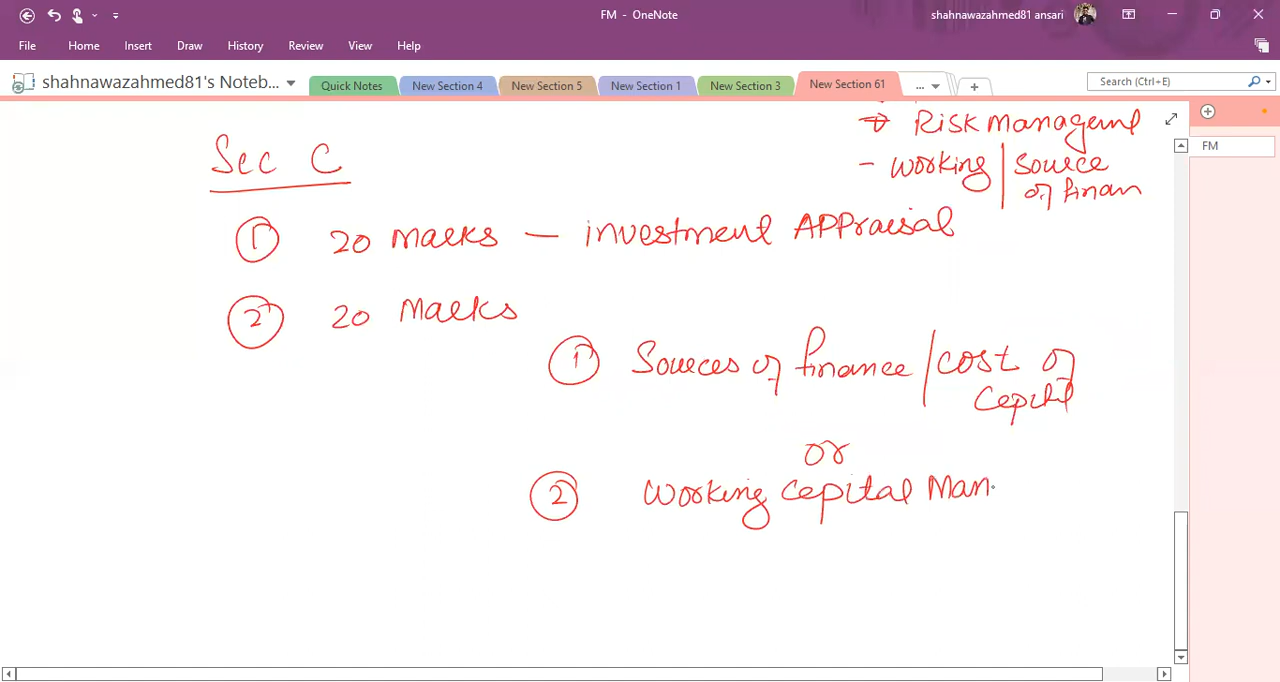 FM - OneNote
shahnawazahmed81 ansari
File Home Insert Draw History Review View Help
shahnawazahmed81's Noteb...
Quick Notes New Section 4 New Section 5 New Section 1 New Section 3 New Section 61 ...
Search (Ctrl+E)
FM
→ Risk Managemt
- Working | Source of finan
Sec C
① 20 Marks — investment Appraisal
② 20 Marks
① Sources of finance / Cost of Capital
or
② Working Capital Man